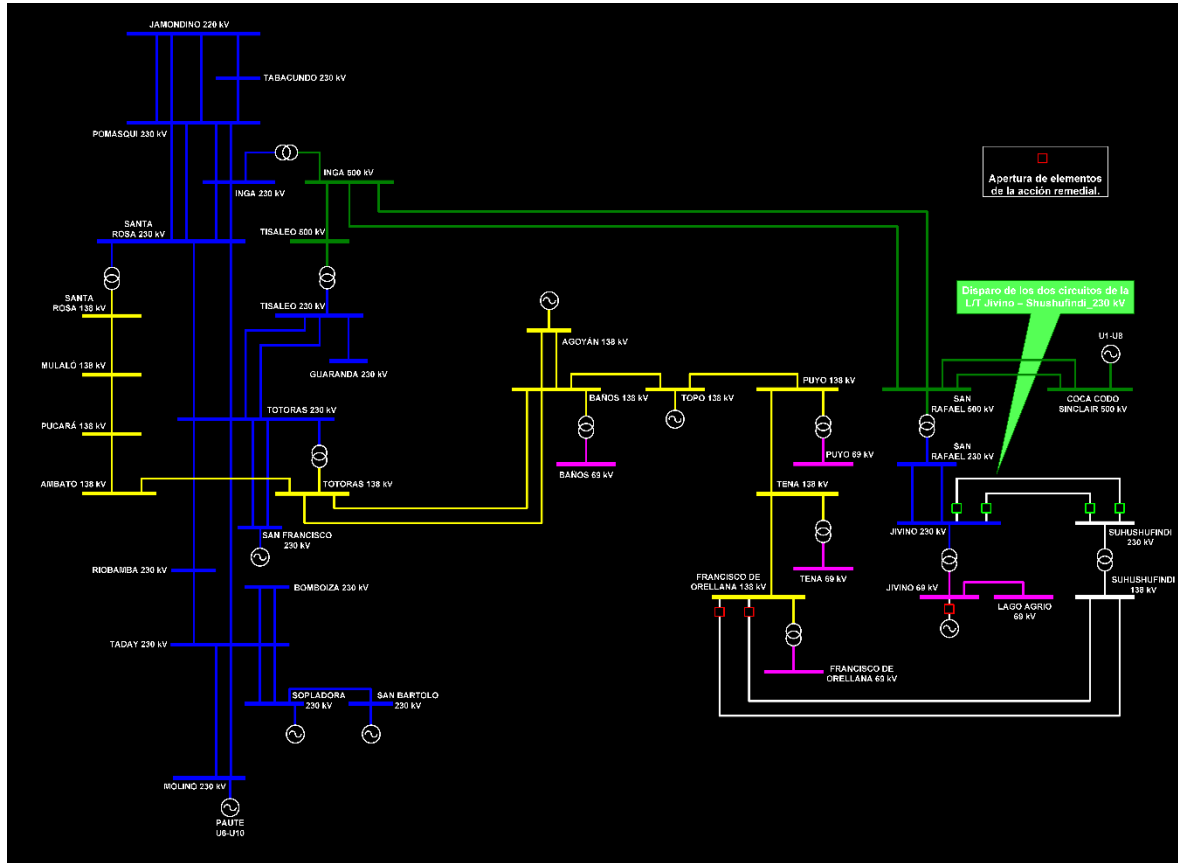 JAMONDINO 220 kV
TABACUNDO 230 kV
POMASQUI 230 kV
INGA 230 kV
INGA 500 kV
Apertura de elementos
de la acción remedial.
SANTA
ROSA 230 kV
TISALEO 500 kV
SANTA
ROSA 138 kV
TISALEO 230 kV
Disparo de los dos circuitos de la
L/T Jivino – Shushufindi_230 kV
AGOYÁN 138 kV
U1-U8
MULALÓ 138 kV
GUARANDA 230 kV
BAÑOS 138 kV
TOPO 138 kV
PUYO 138 kV
SAN
RAFAEL 500 kV
COCA CODO
SINCLAIR 500 kV
TOTORAS 230 kV
PUCARÁ 138 kV
SAN
RAFAEL 230 kV
BAÑOS 69 kV
PUYO 69 kV
AMBATO 138 kV
TOTORAS 138 kV
TENA 138 kV
SAN FRANCISCO
230 kV
JIVINO 230 kV
SUHUSHUFINDI
230 kV
RIOBAMBA 230 kV
TENA 69 kV
BOMBOIZA 230 kV
FRANCISCO DE
ORELLANA 138 kV
JIVINO 69 kV
LAGO AGRIO
69 kV
SUHUSHUFINDI
138 kV
TADAY 230 kV
FRANCISCO DE
ORELLANA 69 kV
SOPLADORA
230 kV
SAN BARTOLO
230 kV
MOLINO 230 kV
PAUTE
U6-U10